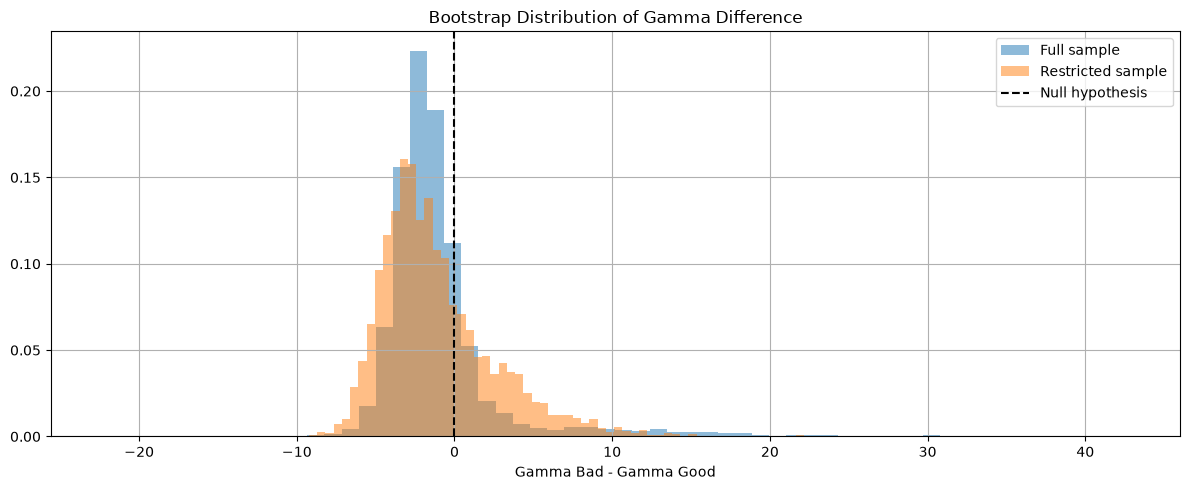 Bootstrap Distribution of Gamma Difference
Full sample
Restricted sample
Null hypothesis
0.20
0.15
0.10
0.05
0.00
−20 −10 0 10 20 30 40
Gamma Bad - Gamma Good